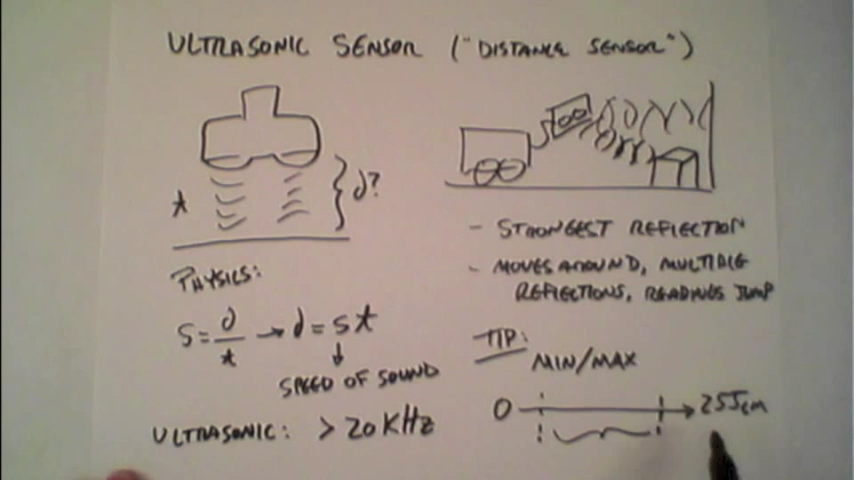 ULTRASONIC SENSOR ("DISTANCE SENSOR")
t
d?
PHYSICS:
S = d/t → d = st
SPEED OF SOUND
ULTRASONIC: > 20 KHz
- STRONGEST REFLECTION
- MOVES AROUND, MULTIPLE
REFLECTIONS, READINGS JUMP
TIP:
MIN/MAX
0
255cm